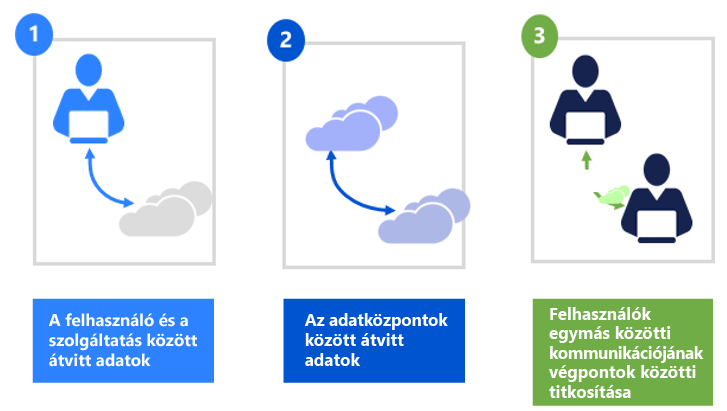 1
2
3
A felhasználó és a
szolgáltatás között
átvitt adatok
Az adatközpontok
között átvitt
adatok
Felhasználók
egymás közötti
kommunikációjának
végpontok közötti
titkosítása